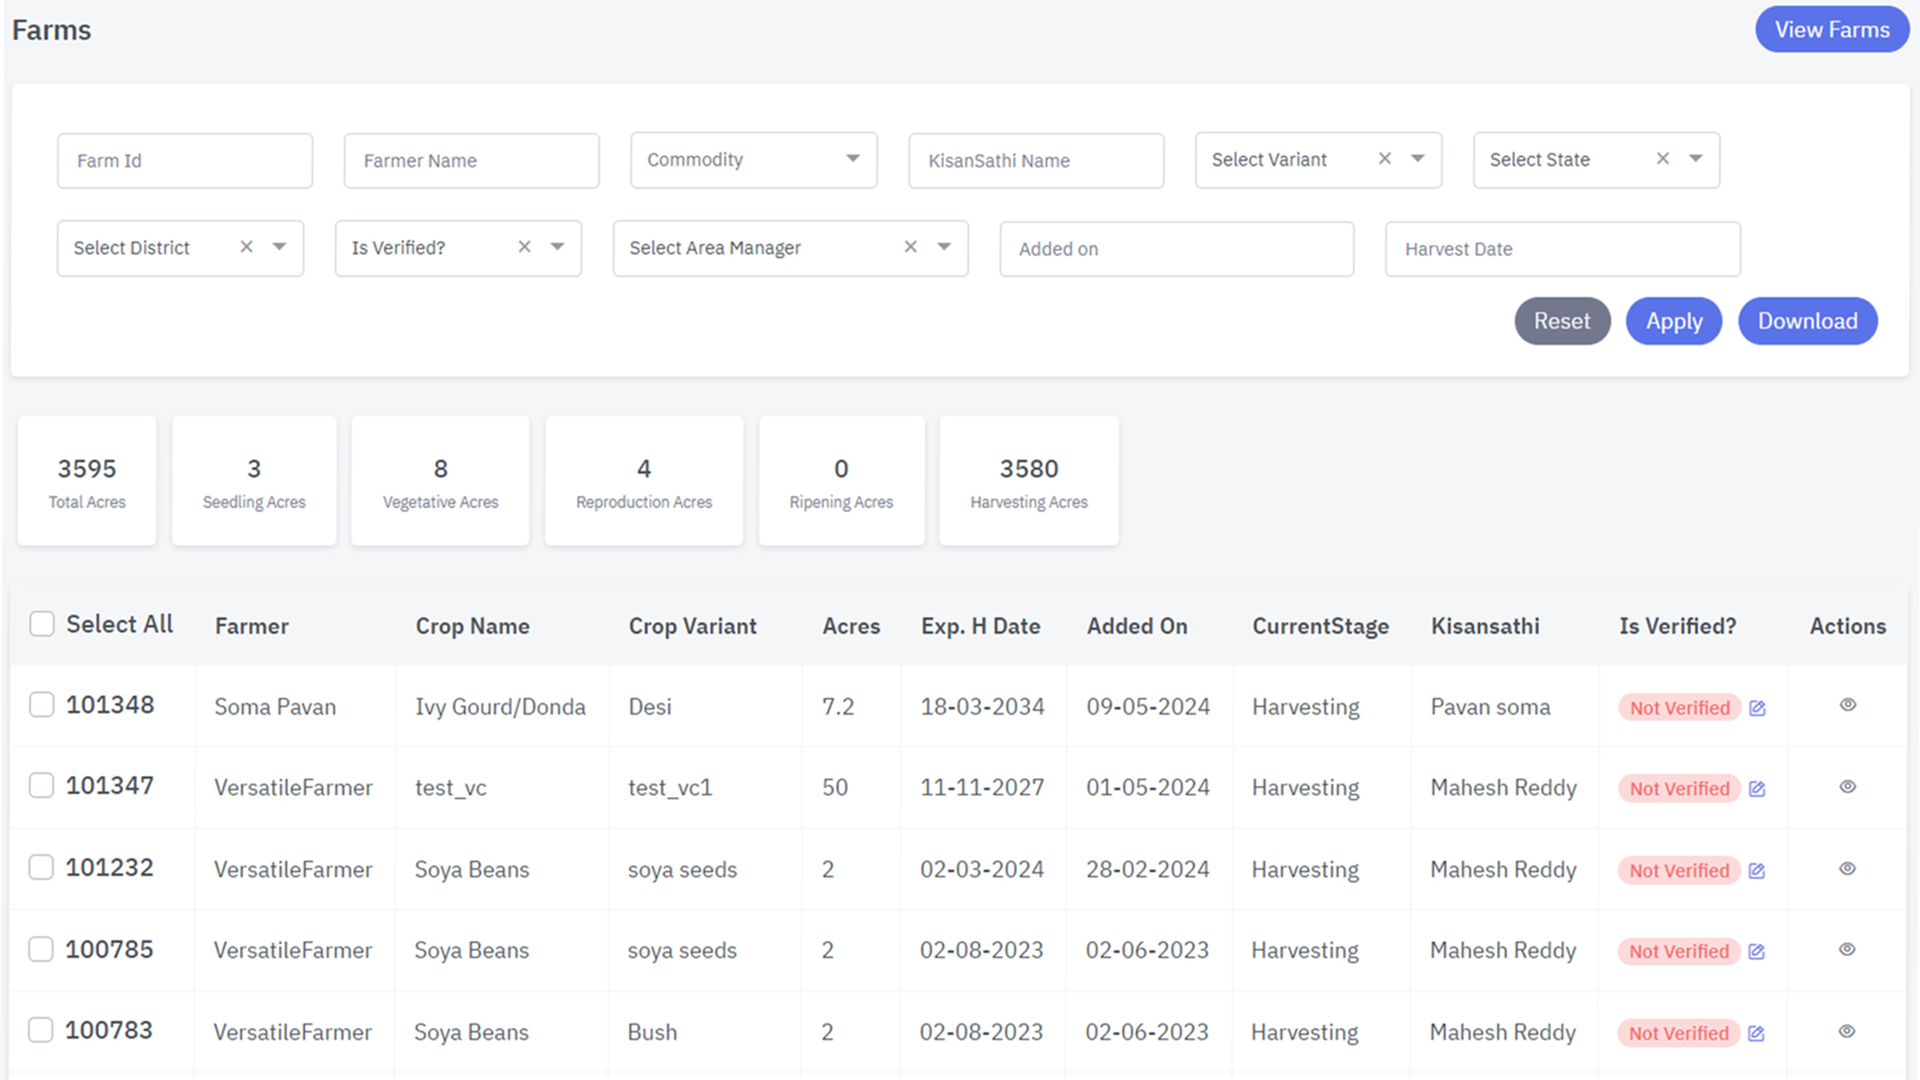 Farms
View Farms
Farm Id
Farmer Name
Commodity
KisanSathi Name
Select Variant ×
Select State ×
Select District ×
Is Verified? ×
Select Area Manager ×
Added on
Harvest Date
Reset
Apply
Download
3595
Total Acres
3
Seedling Acres
8
Vegetative Acres
4
Reproduction Acres
0
Ripening Acres
3580
Harvesting Acres
Select All Farmer Crop Name Crop Variant Acres Exp. H Date Added On CurrentStage Kisansathi Is Verified? Actions
101348 Soma Pavan Ivy Gourd/Donda Desi 7.2 18-03-2034 09-05-2024 Harvesting Pavan soma Not Verified
101347 VersatileFarmer test_vc test_vc1 50 11-11-2027 01-05-2024 Harvesting Mahesh Reddy Not Verified
101232 VersatileFarmer Soya Beans soya seeds 2 02-03-2024 28-02-2024 Harvesting Mahesh Reddy Not Verified
100785 VersatileFarmer Soya Beans soya seeds 2 02-08-2023 02-06-2023 Harvesting Mahesh Reddy Not Verified
100783 VersatileFarmer Soya Beans Bush 2 02-08-2023 02-06-2023 Harvesting Mahesh Reddy Not Verified